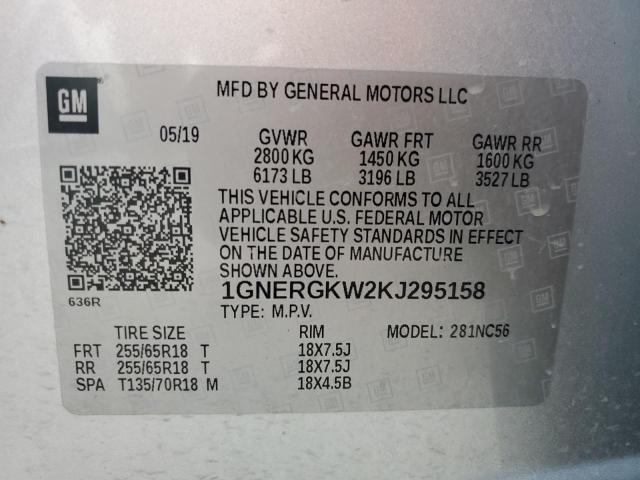 GM
MFD BY GENERAL MOTORS LLC
05/19 GVWR GAWR FRT GAWR RR
2800 KG 1450 KG 1600 KG
6173 LB 3196 LB 3527 LB
THIS VEHICLE CONFORMS TO ALL
APPLICABLE U.S. FEDERAL MOTOR
VEHICLE SAFETY STANDARDS IN EFFECT
ON THE DATE OF MANUFACTURE
SHOWN ABOVE.
636R
1GNERGKW2KJ295158
TYPE: M.P.V.
TIRE SIZE RIM MODEL: 281NC56
FRT 255/65R18 T 18X7.5J
RR 255/65R18 T 18X7.5J
SPA T135/70R18 M 18X4.5B